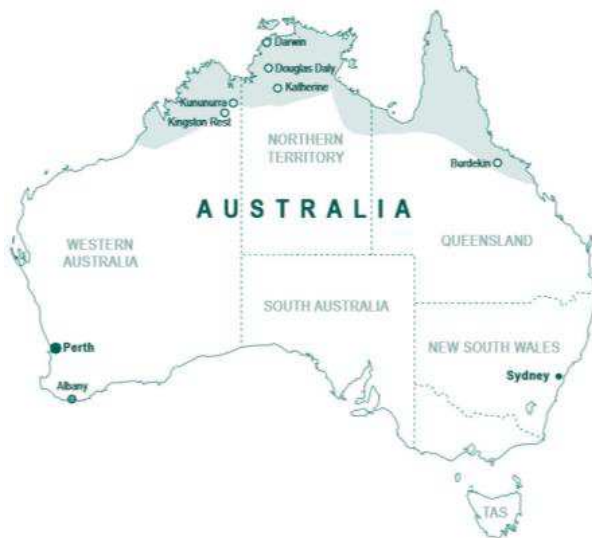 Darwin
Douglas Daly
Katherine
Kununurra
Kingston Rest
NORTHERN
TERRITORY
Burdekin
AUSTRALIA
WESTERN
AUSTRALIA
QUEENSLAND
SOUTH AUSTRALIA
NEW SOUTH WALES
Perth
Sydney
Albany
TAS